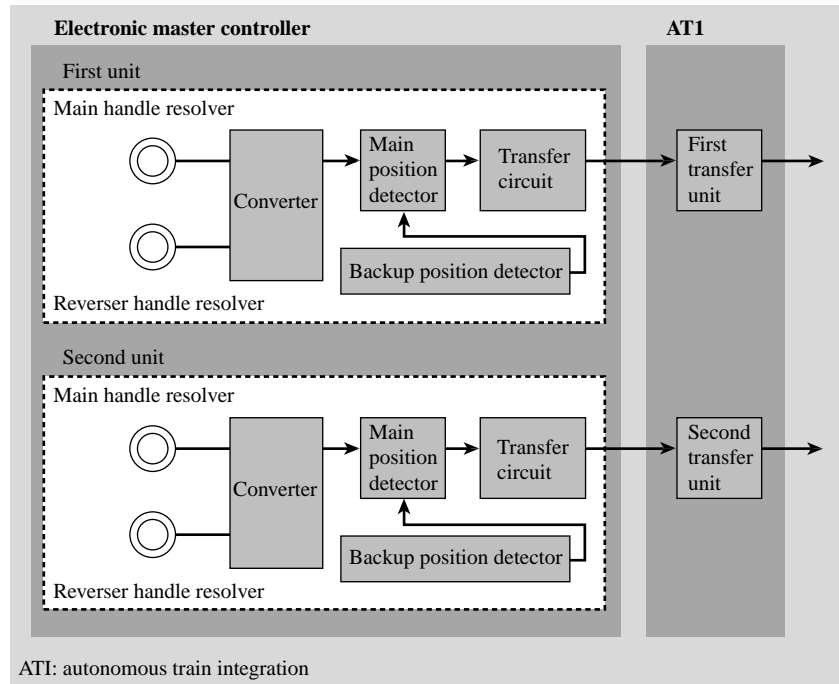 Electronic master controller
AT1
First unit
Main handle resolver
Converter
Main
position
detector
Transfer
circuit
First
transfer
unit
Backup position detector
Reverser handle resolver
Second unit
Main handle resolver
Converter
Main
position
detector
Transfer
circuit
Second
transfer
unit
Backup position detector
Reverser handle resolver
ATI: autonomous train integration